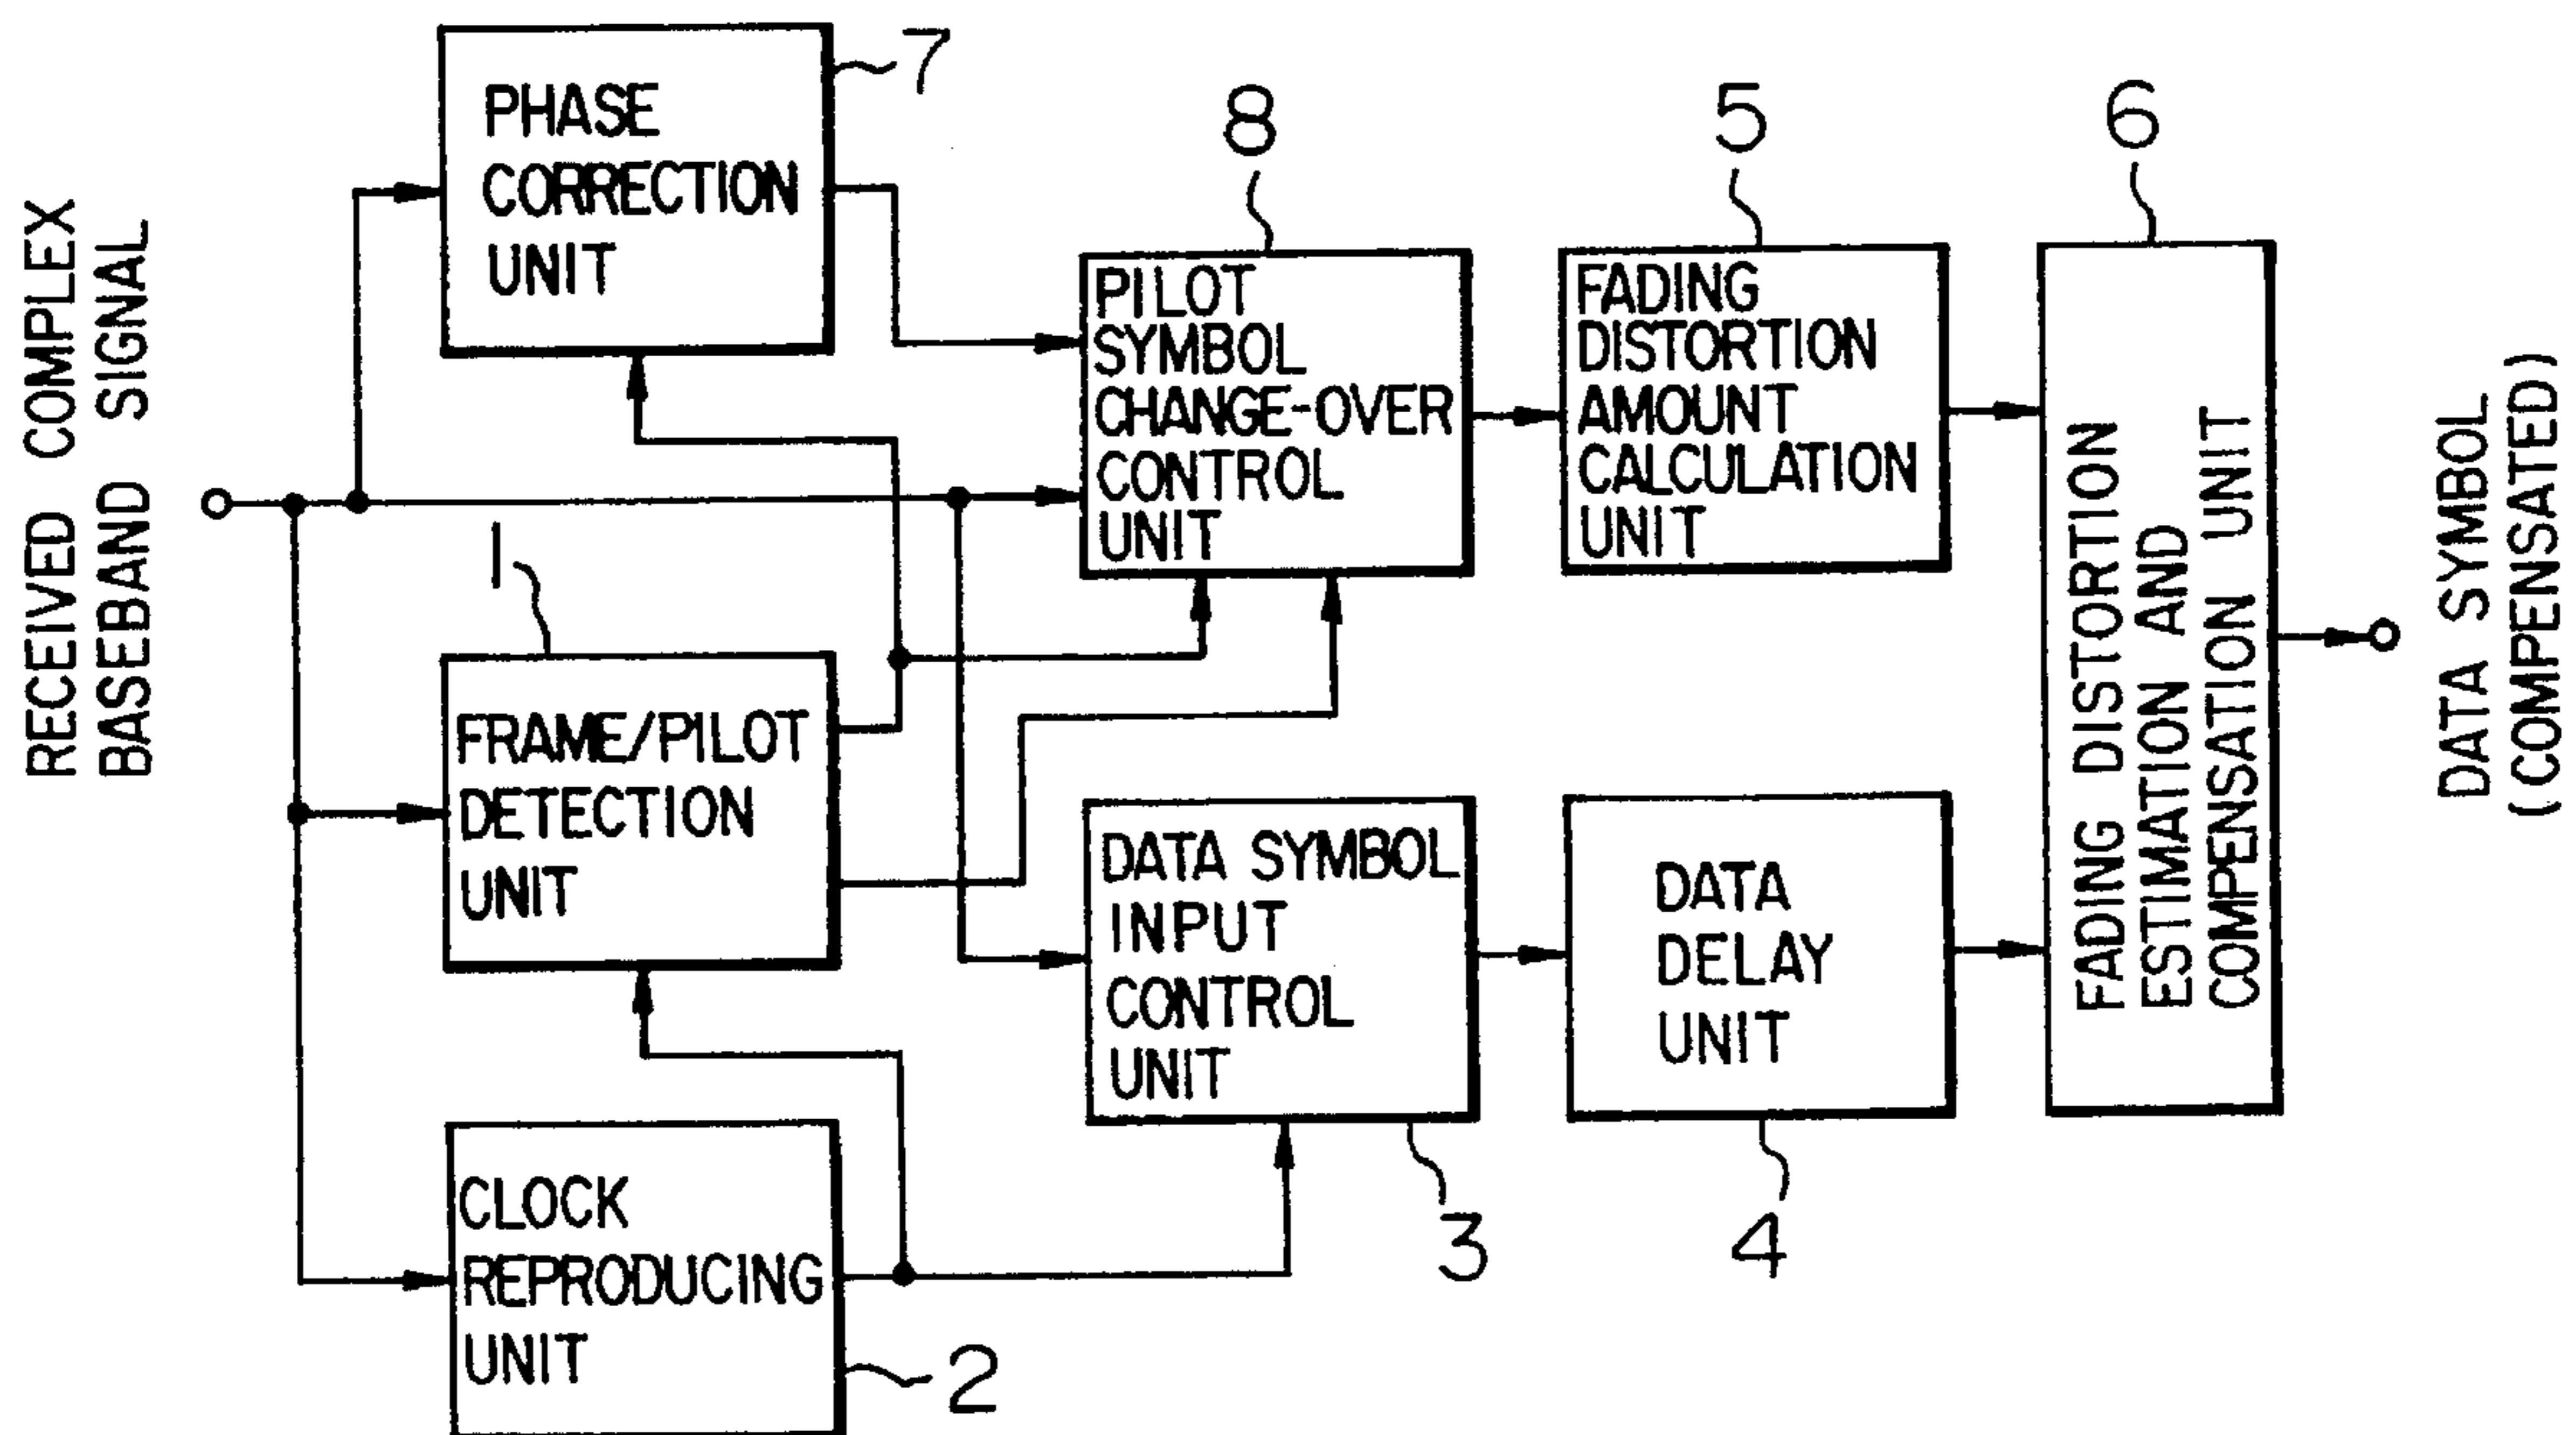 RECEIVED COMPLEX
BASEBAND SIGNAL
7
PHASE
CORRECTION
UNIT
8
PILOT
SYMBOL
CHANGE-OVER
CONTROL
UNIT
5
FADING
DISTORTION
AMOUNT
CALCULATION
UNIT
6
FADING DISTORTION
ESTIMATION AND
COMPENSATION UNIT
DATA SYMBOL
(COMPENSATED)
1
FRAME/PILOT
DETECTION
UNIT
DATA SYMBOL
INPUT
CONTROL
UNIT
3
DATA
DELAY
UNIT
4
CLOCK
REPRODUCING
UNIT
2